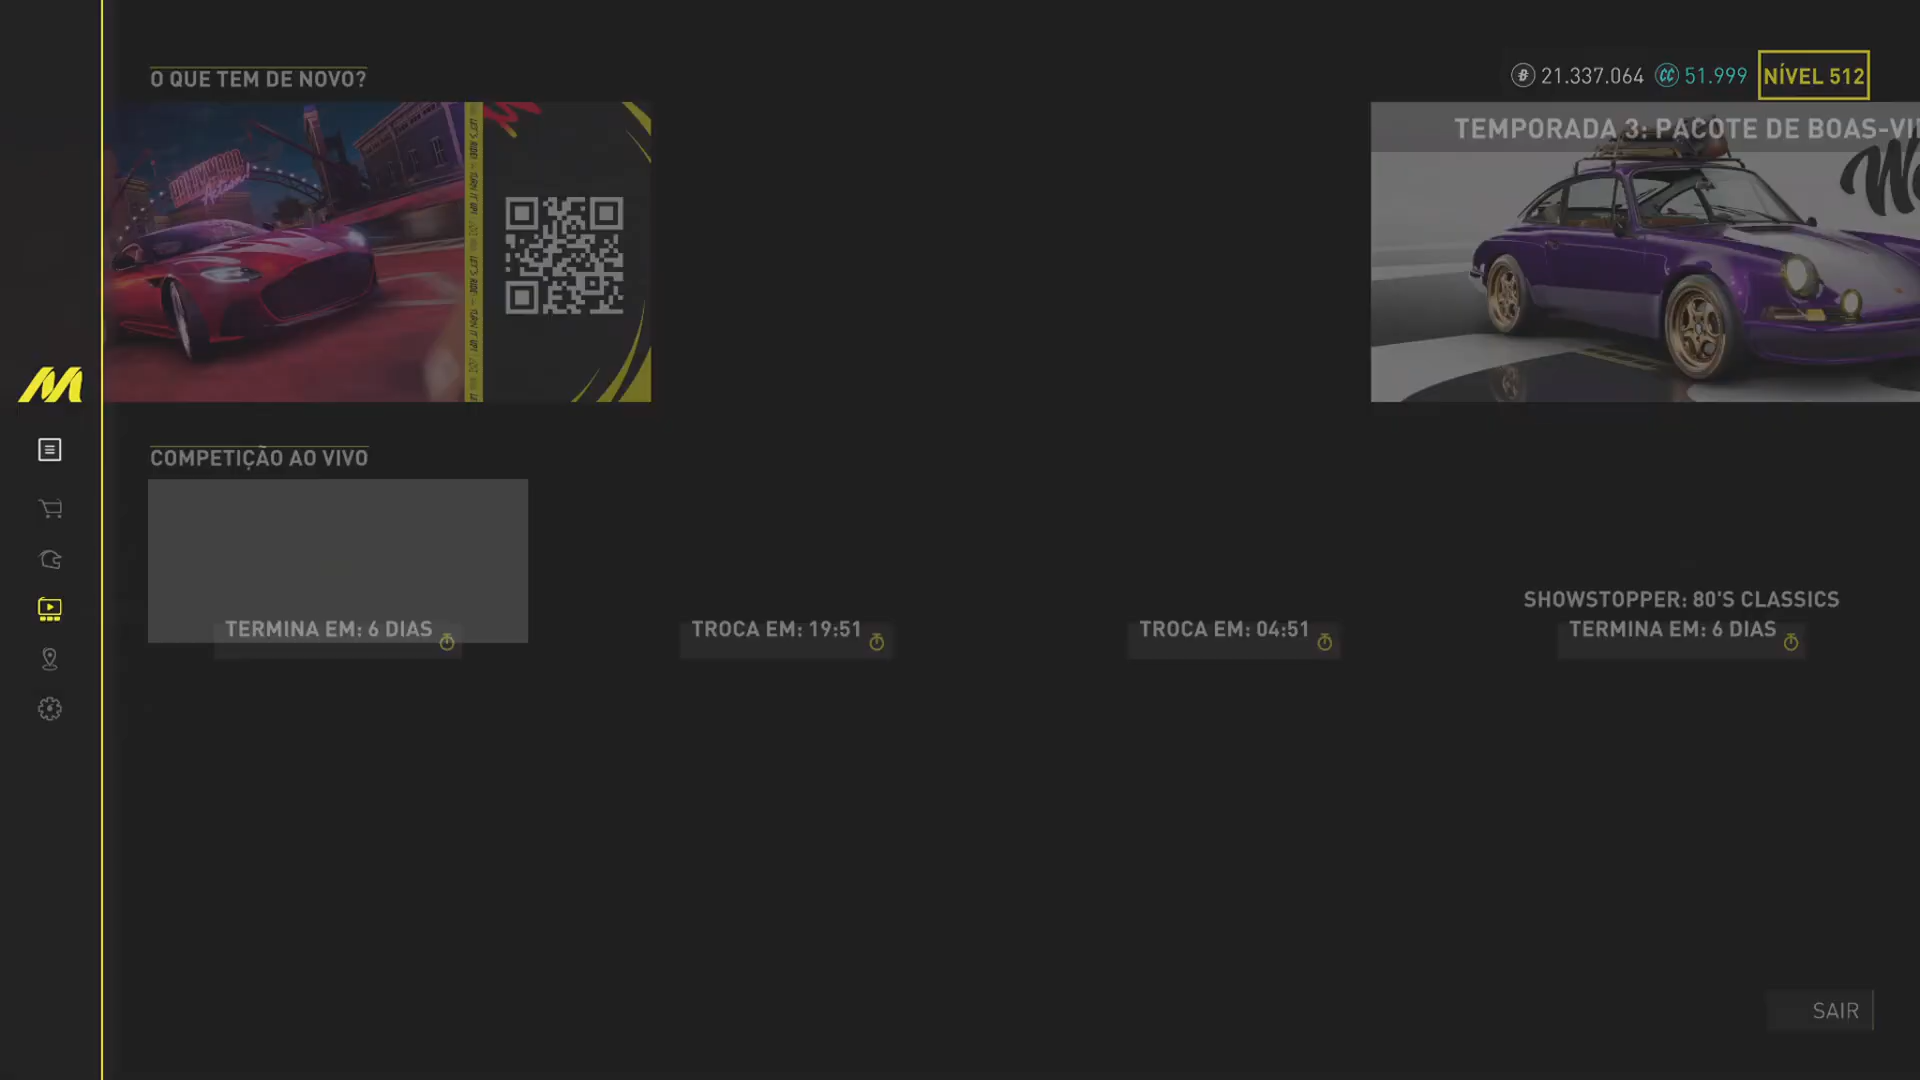 O QUE TEM DE NOVO?
21.337.064 51.999 NÍVEL 512
TEMPORADA 3: PACOTE DE BOAS-VI
COMPETIÇÃO AO VIVO
SHOWSTOPPER: 80'S CLASSICS
TERMINA EM: 6 DIAS
TROCA EM: 19:51
TROCA EM: 04:51
TERMINA EM: 6 DIAS
SAIR